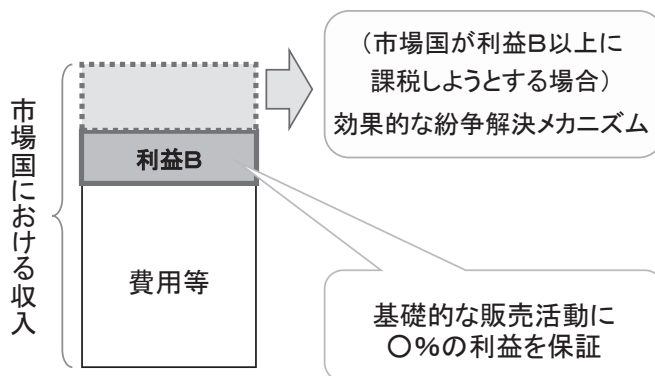 市場国における収入
利益B
費用等
（市場国が利益B以上に
課税しようとする場合）
効果的な紛争解決メカニズム
基礎的な販売活動に
○％の利益を保証